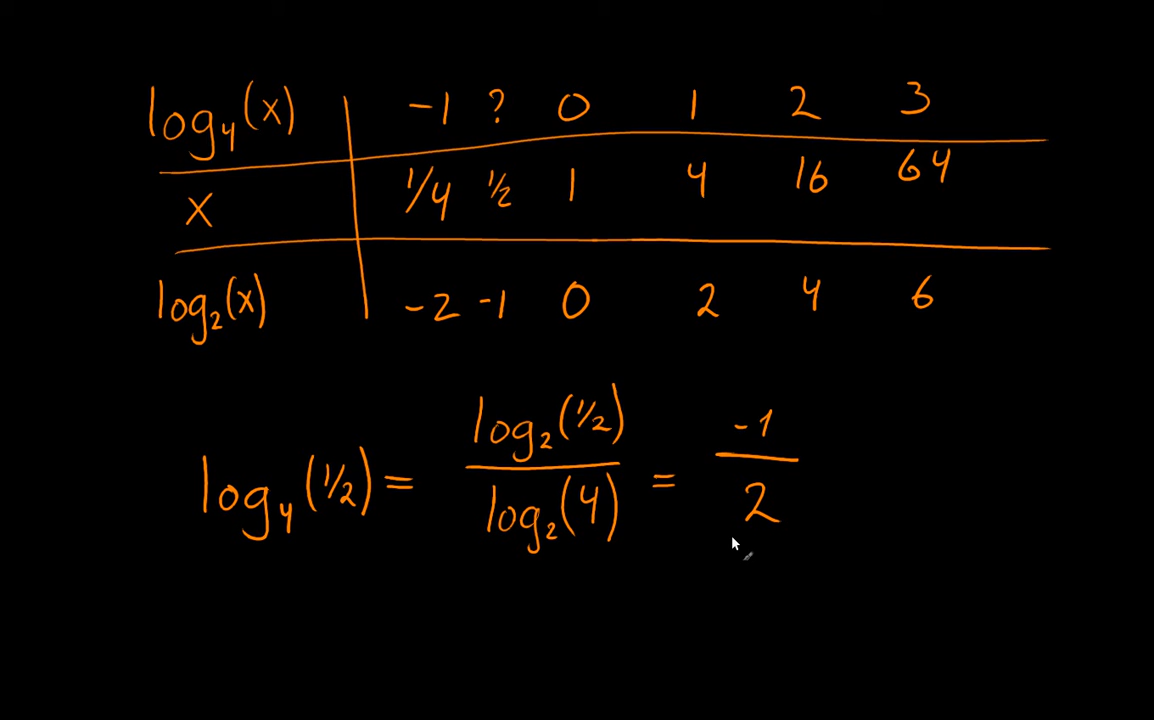 log₄(x) -1 ? 0 1 2 3
x 1/4 1/2 1 4 16 64
log₂(x) -2 -1 0 2 4 6
log₄(1/2) = log₂(1/2) / log₂(4) = -1 / 2